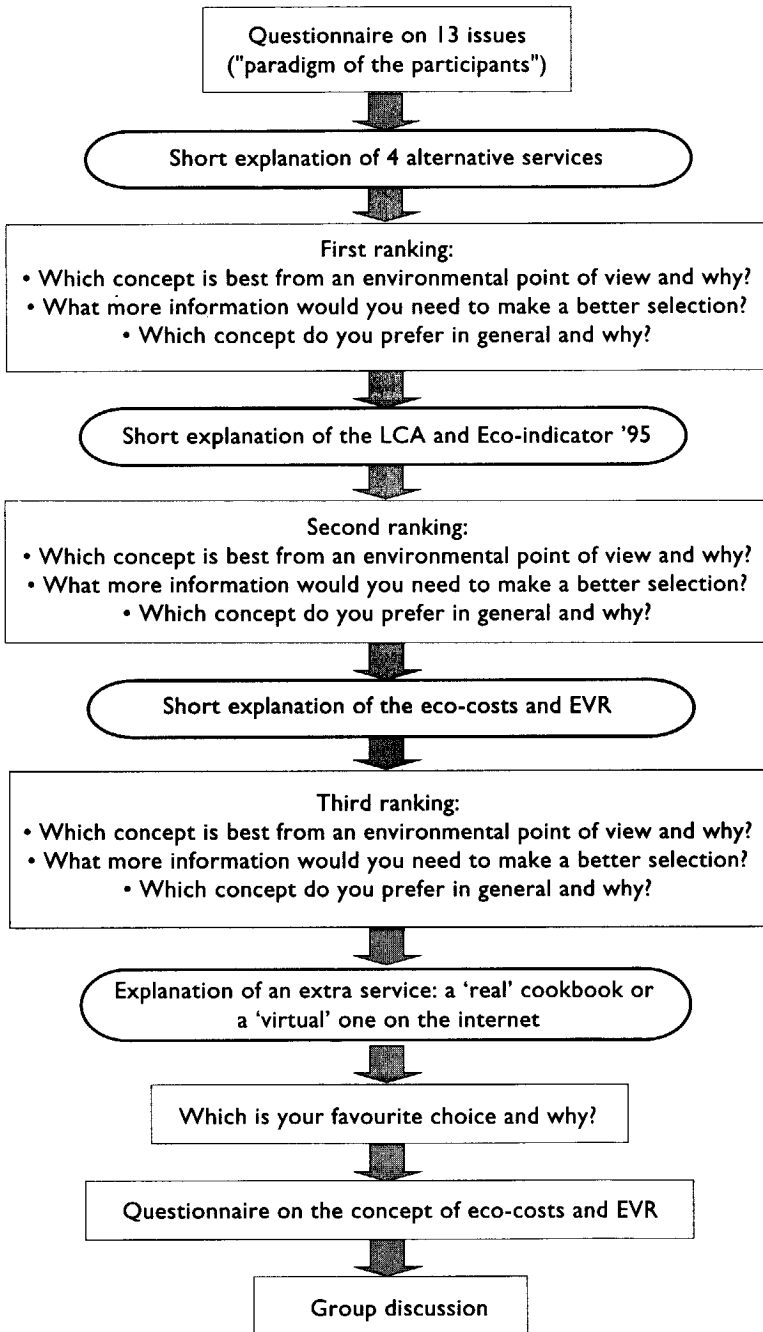 Questionnaire on 13 issues
("paradigm of the participants")
Short explanation of 4 alternative services
First ranking:
• Which concept is best from an environmental point of view and why?
• What more information would you need to make a better selection?
• Which concept do you prefer in general and why?
Short explanation of the LCA and Eco-indicator '95
Second ranking:
• Which concept is best from an environmental point of view and why?
• What more information would you need to make a better selection?
• Which concept do you prefer in general and why?
Short explanation of the eco-costs and EVR
Third ranking:
• Which concept is best from an environmental point of view and why?
• What more information would you need to make a better selection?
• Which concept do you prefer in general and why?
Explanation of an extra service: a ‘real’ cookbook or
a ‘virtual’ one on the internet
Which is your favourite choice and why?
Questionnaire on the concept of eco-costs and EVR
Group discussion